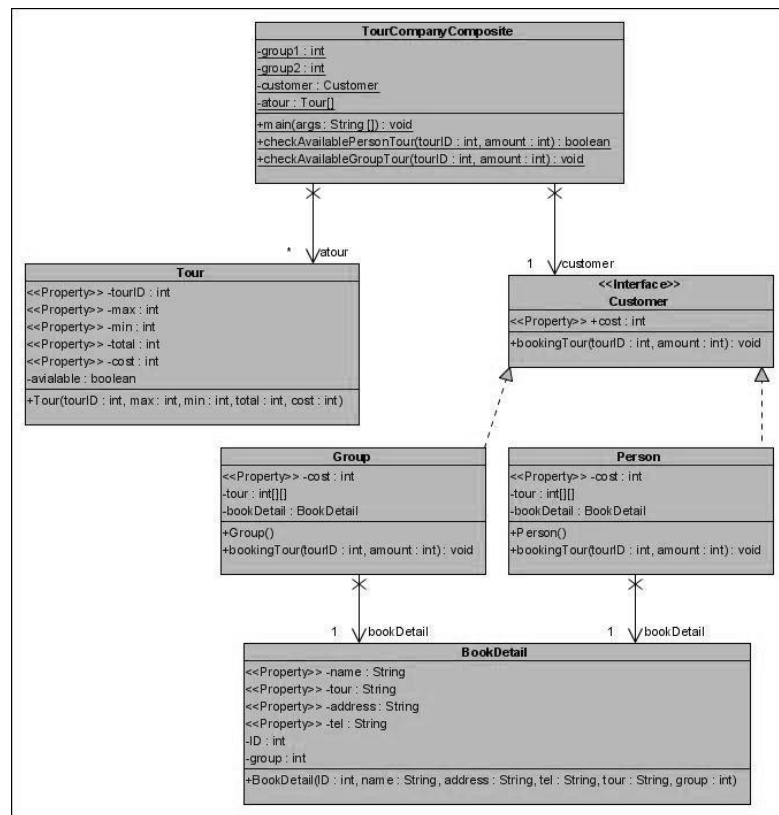 TourCompanyComposite
-group1 : int
-group2 : int
-customer : Customer
-atour : Tour[]
+main(args : String []) : void
+checkAvailablePersonTour(tourID : int, amount : int) : boolean
+checkAvailableGroupTour(tourID : int, amount : int) : void
* atour
1 customer
Tour
<<Property>> -tourID : int
<<Property>> -max : int
<<Property>> -min : int
<<Property>> -total : int
<<Property>> -cost : int
-avialable : boolean
+Tour(tourID : int, max : int, min : int, total : int, cost : int)
<<Interface>>
Customer
<<Property>> +cost : int
+bookingTour(tourID : int, amount : int) : void
Group
<<Property>> -cost : int
-tour : int[][]
-bookDetail : BookDetail
+Group()
+bookingTour(tourID : int, amount : int) : void
Person
<<Property>> -cost : int
-tour : int[][]
-bookDetail : BookDetail
+Person()
+bookingTour(tourID : int, amount : int) : void
1 bookDetail
1 bookDetail
BookDetail
<<Property>> -name : String
<<Property>> -tour : String
<<Property>> -address : String
<<Property>> -tel : String
-ID : int
-group : int
+BookDetail(ID : int, name : String, address : String, tel : String, tour : String, group : int)